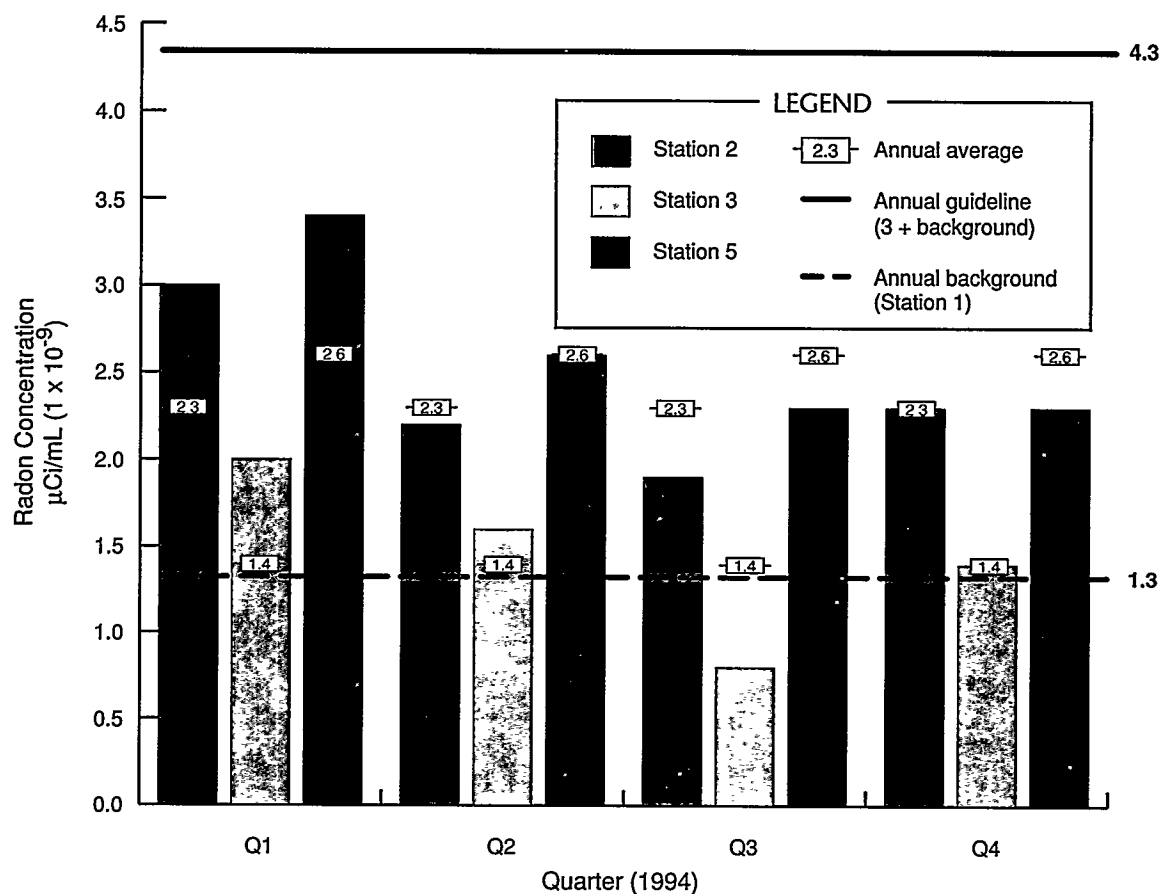 4.5
4.0
3.5
3.0
2.5
2.0
1.5
1.0
0.5
0.0
Radon Concentration
µCi/mL (1 x 10⁻⁹)
4.3
1.3
LEGEND
Station 2
Station 3
Station 5
2.3 Annual average
Annual guideline
(3 + background)
Annual background
(Station 1)
2 3
1.4
2 6
2.3
1.4
2.6
2.3
1.4
2.6
2 3
1.4
2.6
Q1 Q2 Q3 Q4
Quarter (1994)